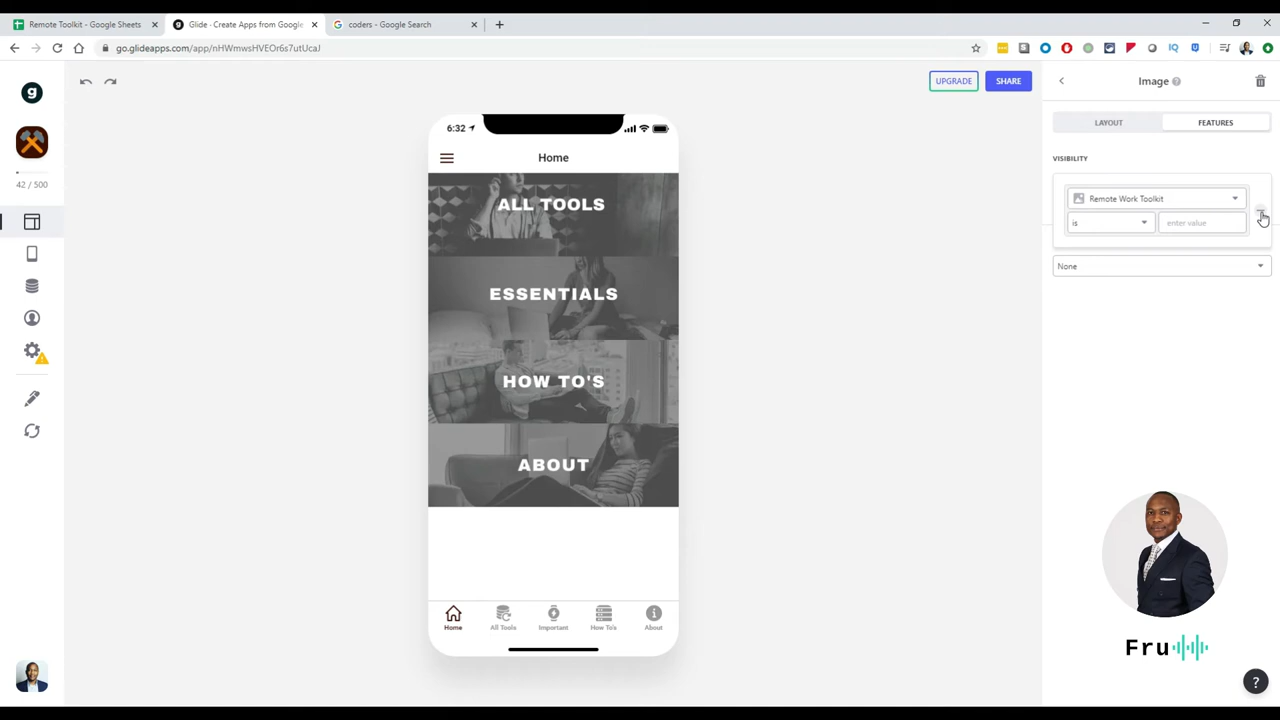 Remote Toolkit - Google Sheets
Glide · Create Apps from Google
coders - Google Search
go.glideapps.com/app/nHWmwsHVEOr6s7utUcaJ
IQ
g
42 / 500
UPGRADE
SHARE
Image
LAYOUT
FEATURES
VISIBILITY
Remote Work Toolkit
is
enter value
None
6:32
Home
ALL TOOLS
ESSENTIALS
HOW TO'S
ABOUT
Home
All Tools
Important
How To's
About
Fru
?